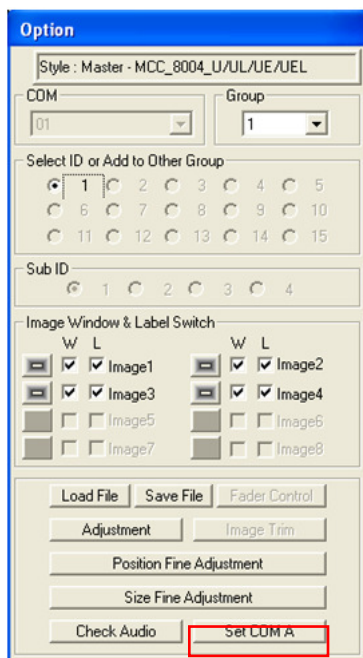 Option
Style : Master - MCC_8004_U/UL/UE/UEL
COM
Group
01
1
Select ID or Add to Other Group
1 2 3 4 5
6 7 8 9 10
11 12 13 14 15
Sub ID
1 2 3 4
Image Window & Label Switch
W L W L
Image1 Image2
Image3 Image4
Image5 Image6
Image7 Image8
Load File Save File Fader Control
Adjustment Image Trim
Position Fine Adjustment
Size Fine Adjustment
Check Audio Set COM A